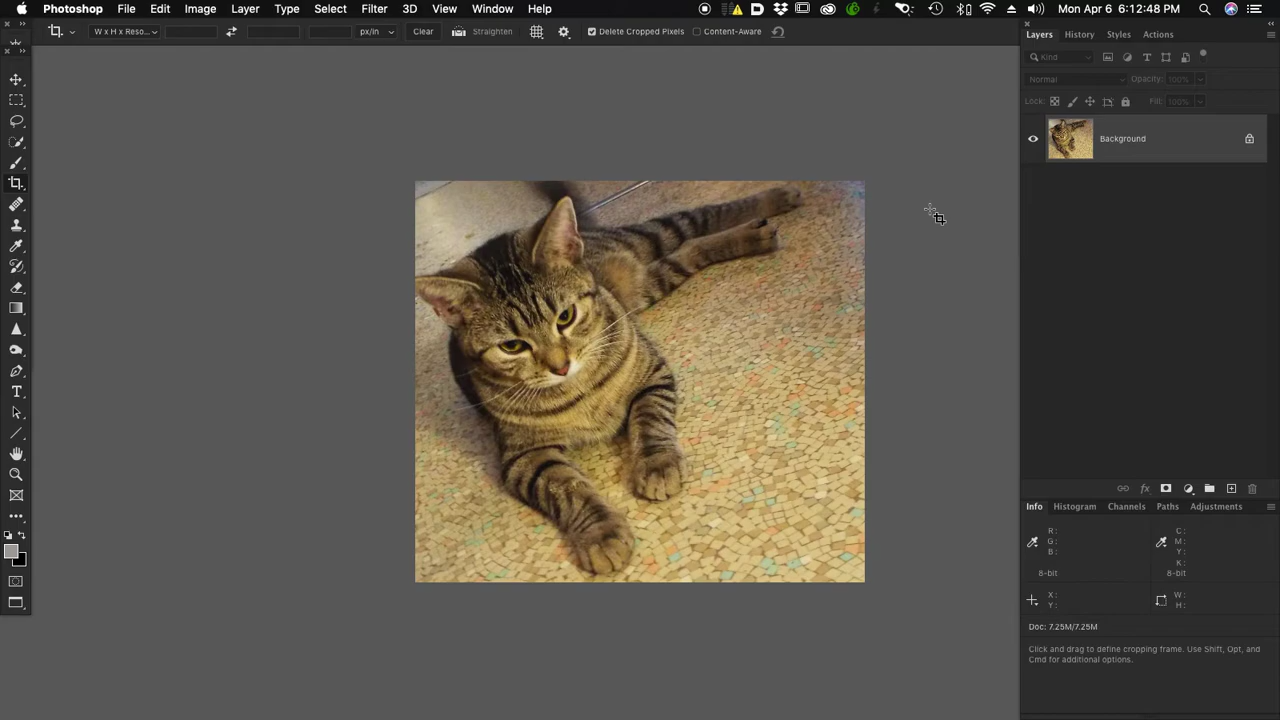 Photoshop File Edit Image Layer Type Select Filter 3D View Window Help Mon Apr 6 6:12:48 PM
W x H x Reso... px/in Clear Straighten Delete Cropped Pixels Content-Aware
Layers History Styles Actions
Kind
Normal Opacity: 100%
Lock: Fill: 100%
Background
fx
Info Histogram Channels Paths Adjustments
R: C:
G: M:
B: Y:
K:
8-bit 8-bit
X: W:
Y: H:
Doc: 7.25M/7.25M
Click and drag to define cropping frame. Use Shift, Opt, and
Cmd for additional options.